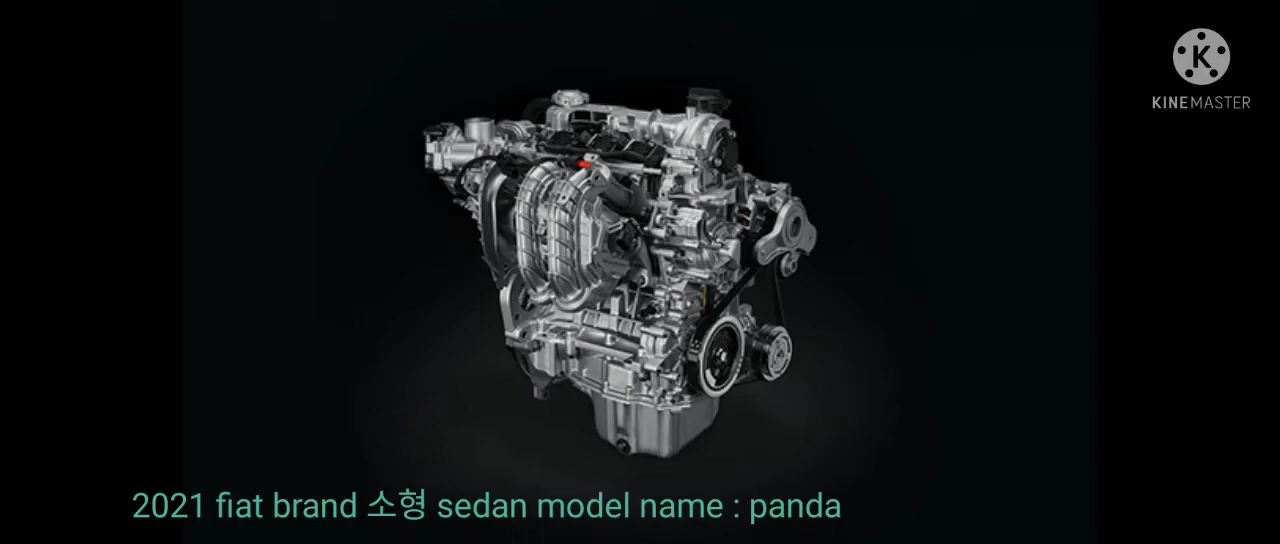 K
KINEMASTER
2021 fiat brand 소형 sedan model name : panda